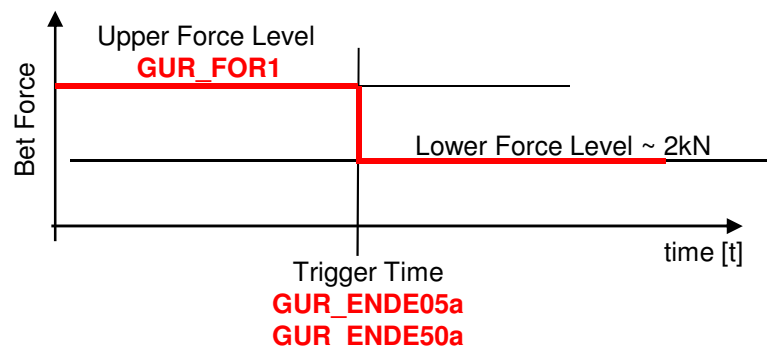 Upper Force Level
GUR_FOR1
Bet Force
Lower Force Level ~ 2kN
time [t]
Trigger Time
GUR_ENDE05a
GUR_ENDE50a